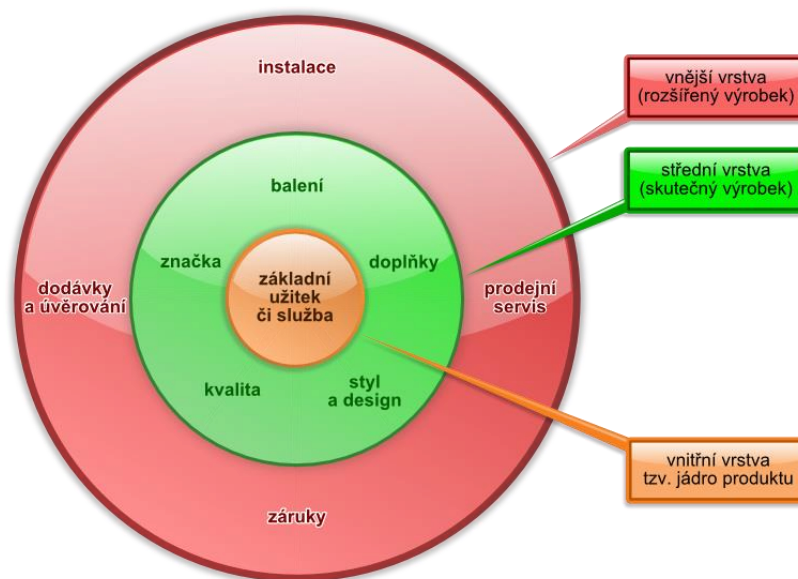 instalace
vnější vrstva
(rozšířený výrobek)
balení
střední vrstva
(skutečný výrobek)
značka
doplňky
základní
užitek
či služba
dodávky
a úvěrování
prodejní
servis
kvalita
styl
a design
vnitřní vrstva
tzv. jádro produktu
záruky